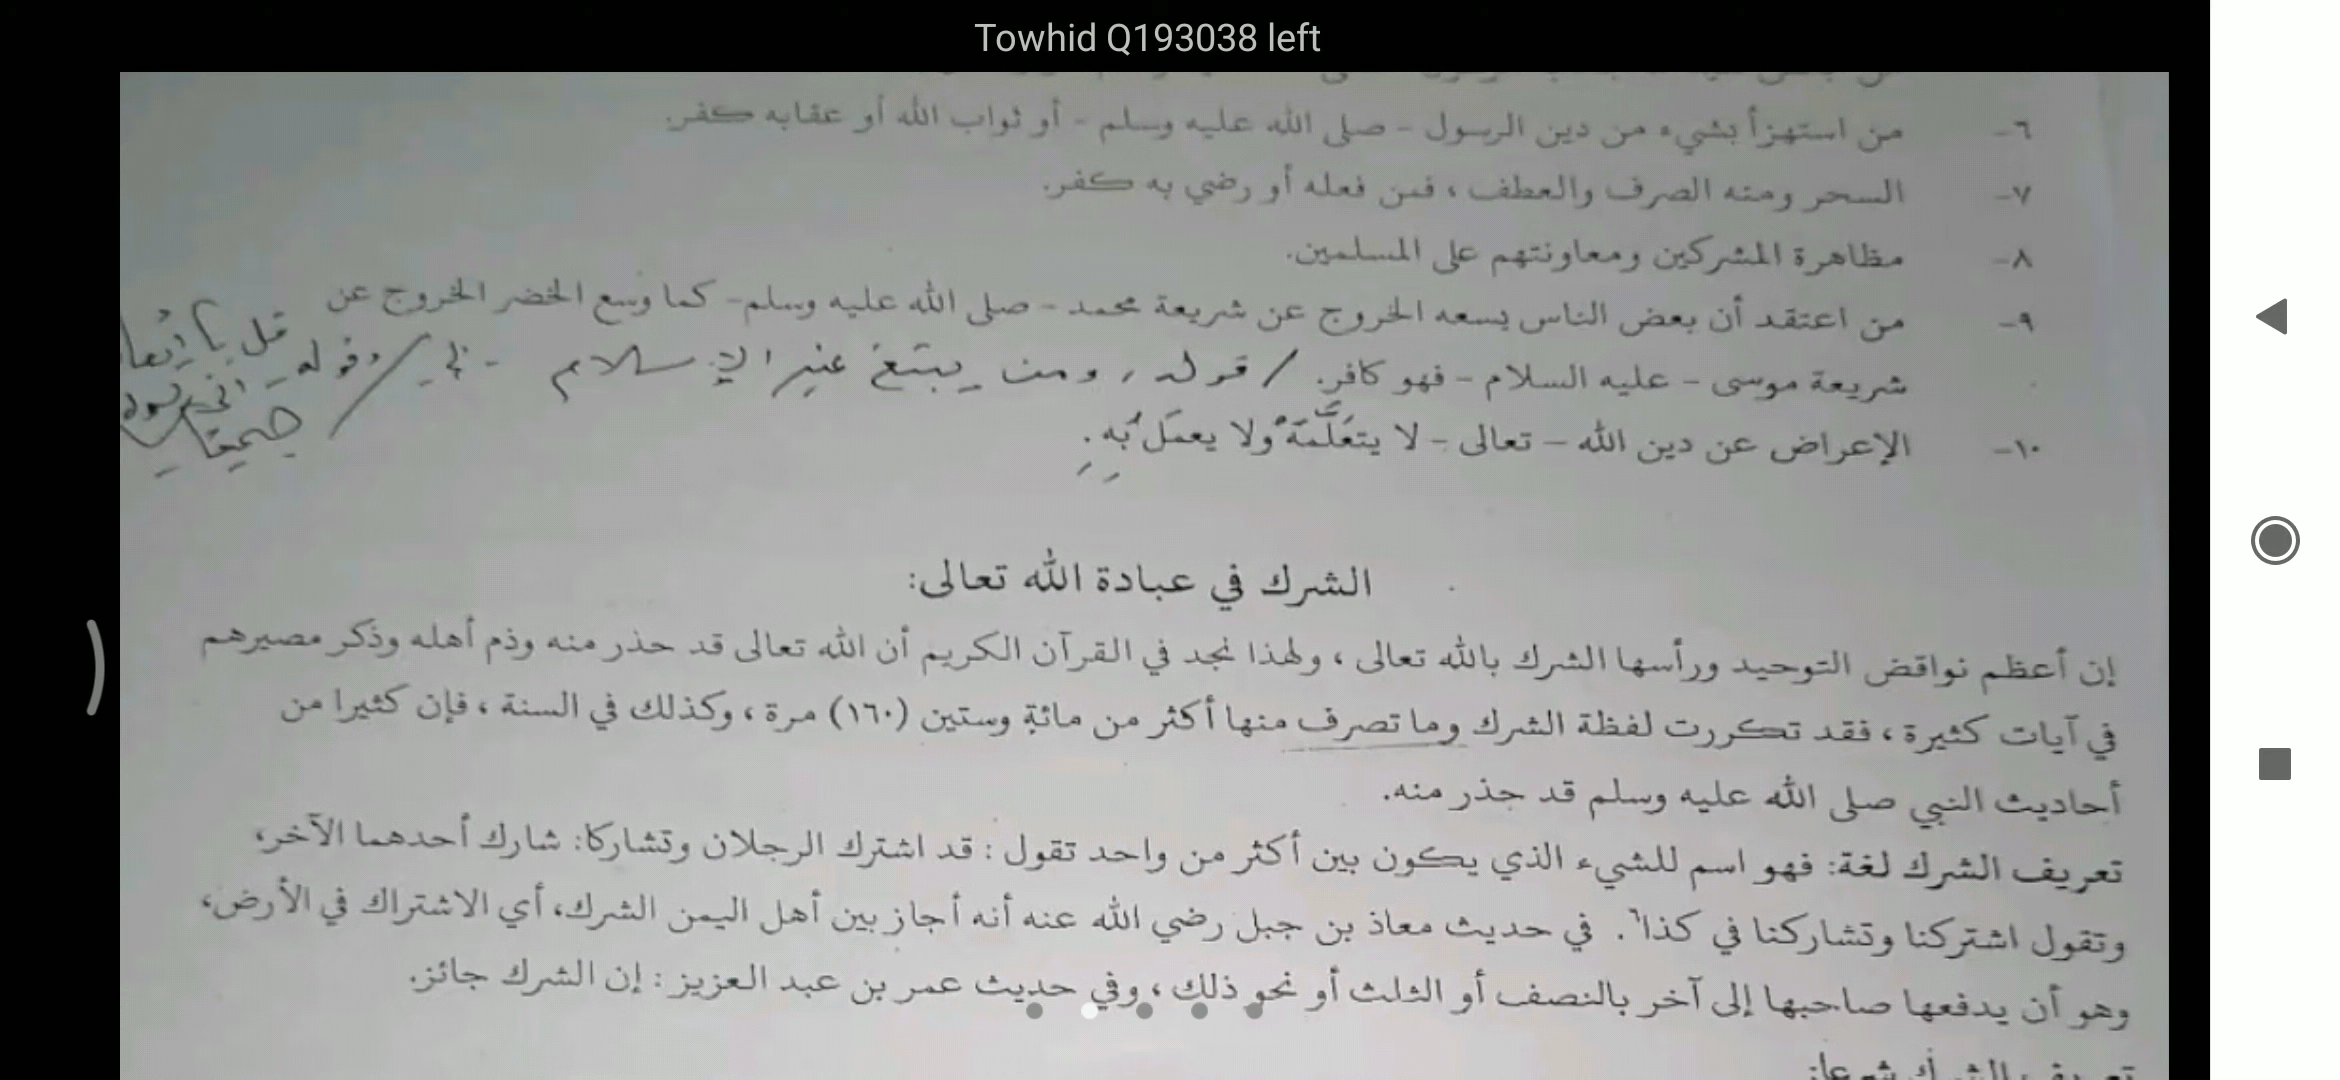 Towhid Q193038 left
٦- من استهزأ بشيء من دين الرسول - صلى الله عليه وسلم - أو ثواب الله أو عقابه كفر.
٧- السحر ومنه الصرف والعطف ، فمن فعله أو رضي به كفر.
٨- مظاهرة المشركين ومعاونتهم على المسلمين.
٩- من اعتقد أن بعض الناس يسعه الخروج عن شريعة محمد - صلى الله عليه وسلم- كما وسع الخضر الخروج عن
شريعة موسى - عليه السلام - فهو كافر. / قوله ، ومن يبتغ غير الإسلام
وقوله قل يا أيها
جميعا
١٠- الإعراض عن دين الله - تعالى - لا يتعلمه ولا يعمل به .
الشرك في عبادة الله تعالى:
إن أعظم نواقض التوحيد ورأسها الشرك بالله تعالى ، ولهذا نجد في القرآن الكريم أن الله تعالى قد حذر منه وذم أهله وذكر مصيرهم
في آيات كثيرة ، فقد تكررت لفظة الشرك وما تصرف منها أكثر من مائة وستين (١٦٠) مرة ، وكذلك في السنة ، فإن كثيرا من
أحاديث النبي صلى الله عليه وسلم قد حذر منه.
تعريف الشرك لغة: فهو اسم للشيء الذي يكون بين أكثر من واحد تقول : قد اشترك الرجلان وتشاركا: شارك أحدهما الآخر،
وتقول اشتركنا وتشاركنا في كذا٦. في حديث معاذ بن جبل رضي الله عنه أنه أجاز بين أهل اليمن الشرك، أي الاشتراك في الأرض،
وهو أن يدفعها صاحبها إلى آخر بالنصف أو الثلث أو نحو ذلك ، وفي حديث عمر بن عبد العزيز : إن الشرك جائز.